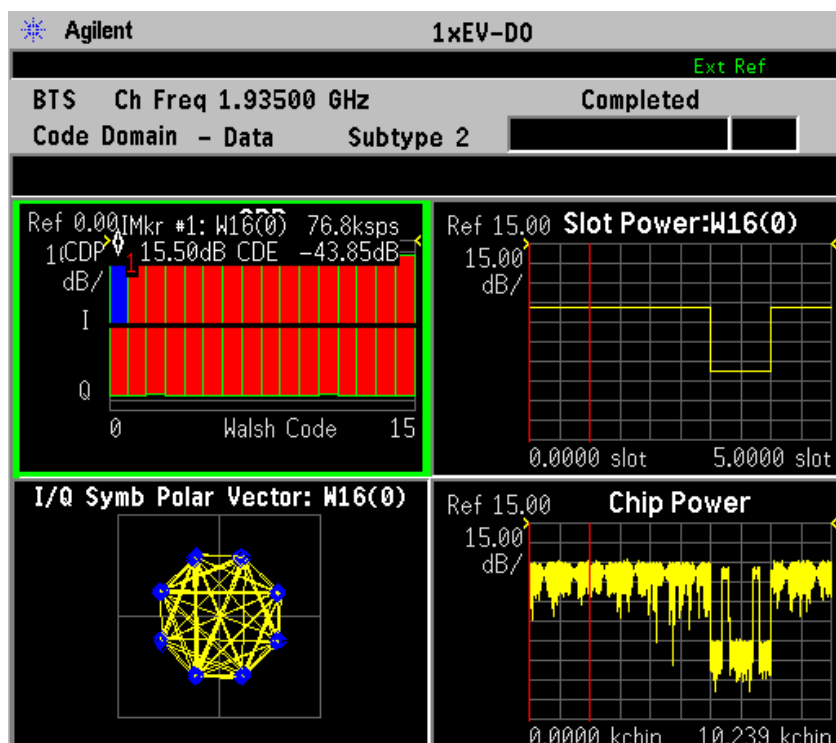 Agilent 1xEV-DO
Ext Ref
BTS Ch Freq 1.93500 GHz Completed
Code Domain - Data Subtype 2
Ref 0.00 IMkr #1: W16(0) 76.8ksps
CDP 15.50dB CDE -43.85dB
dB/
1
I
Q
0 Walsh Code 15
Ref 15.00 Slot Power:W16(0)
15.00
dB/
0.0000 slot 5.0000 slot
I/Q Symb Polar Vector: W16(0)
Ref 15.00 Chip Power
15.00
dB/
0.0000 kchip 10.239 kchip